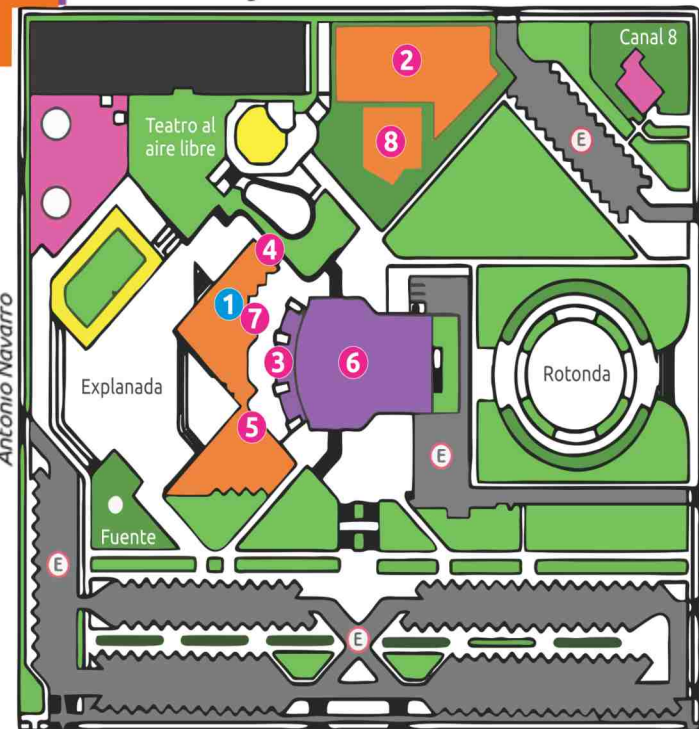 Canal 8
2
Teatro al
aire libre
E
8
4
1
7
Antonio Navarro
Explanada
3
6
Rotonda
5
E
Fuente
E
E